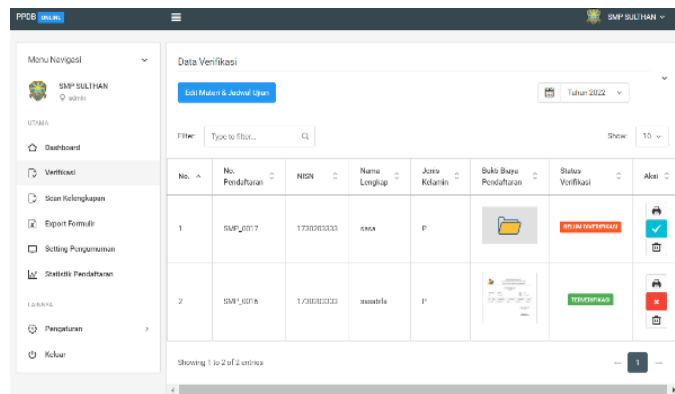 PPDB ONLINE
SMP SULTHAN
Menu Navigasi
SMP SULTHAN
admin
UTAMA
Dashboard
Verifikasi
Scan Kelengkapan
Export Formulir
Setting Pengumuman
Statistik Pendaftaran
LAINNYA
Pengaturan
Keluar
Data Verifikasi
Edit Materi & Jadwal Ujian
Tahun 2022
Filter: Type to filter...
Show: 10
No. No. Pendaftaran NISN Nama Lengkap Jenis Kelamin Bukti Biaya Pendaftaran Status Verifikasi Aksi
1 SMP_0017 1730203333 sasa P BELUM DIVERIFIKASI
2 SMP_0016 P TERVERIFIKASI
Showing 1 to 2 of 2 entries
1